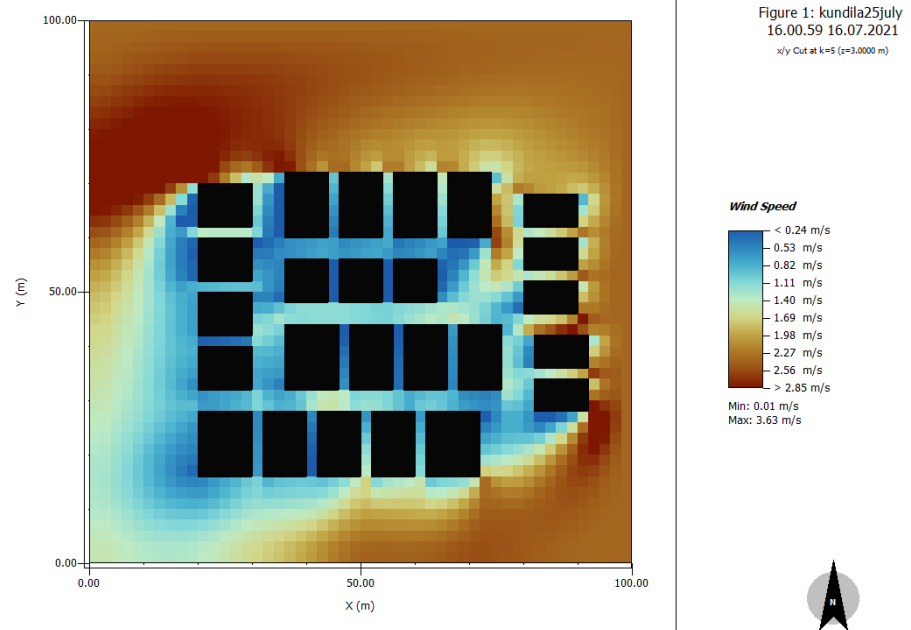 Figure 1: kundila25july
16.00.59 16.07.2021
x/y Cut at k=5 (z=3.0000 m)
100.00
50.00
0.00
Y (m)
0.00
50.00
100.00
X (m)
Wind Speed
< 0.24 m/s
0.53 m/s
0.82 m/s
1.11 m/s
1.40 m/s
1.69 m/s
1.98 m/s
2.27 m/s
2.56 m/s
> 2.85 m/s
Min: 0.01 m/s
Max: 3.63 m/s
N